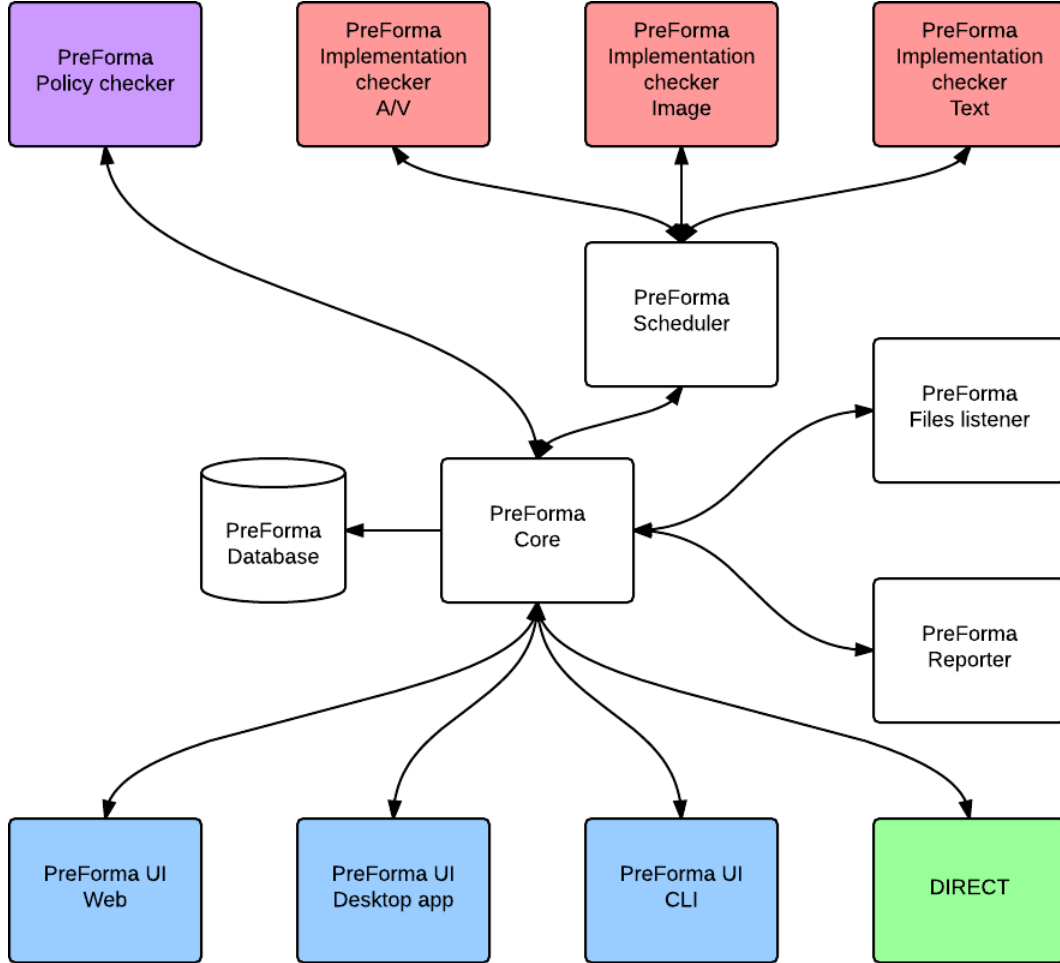 PreForma
Policy checker
PreForma
Implementation
checker
A/V
PreForma
Implementation
checker
Image
PreForma
Implementation
checker
Text
PreForma
Scheduler
PreForma
Files listener
PreForma
Database
PreForma
Core
PreForma
Reporter
PreForma UI
Web
PreForma UI
Desktop app
PreForma UI
CLI
DIRECT